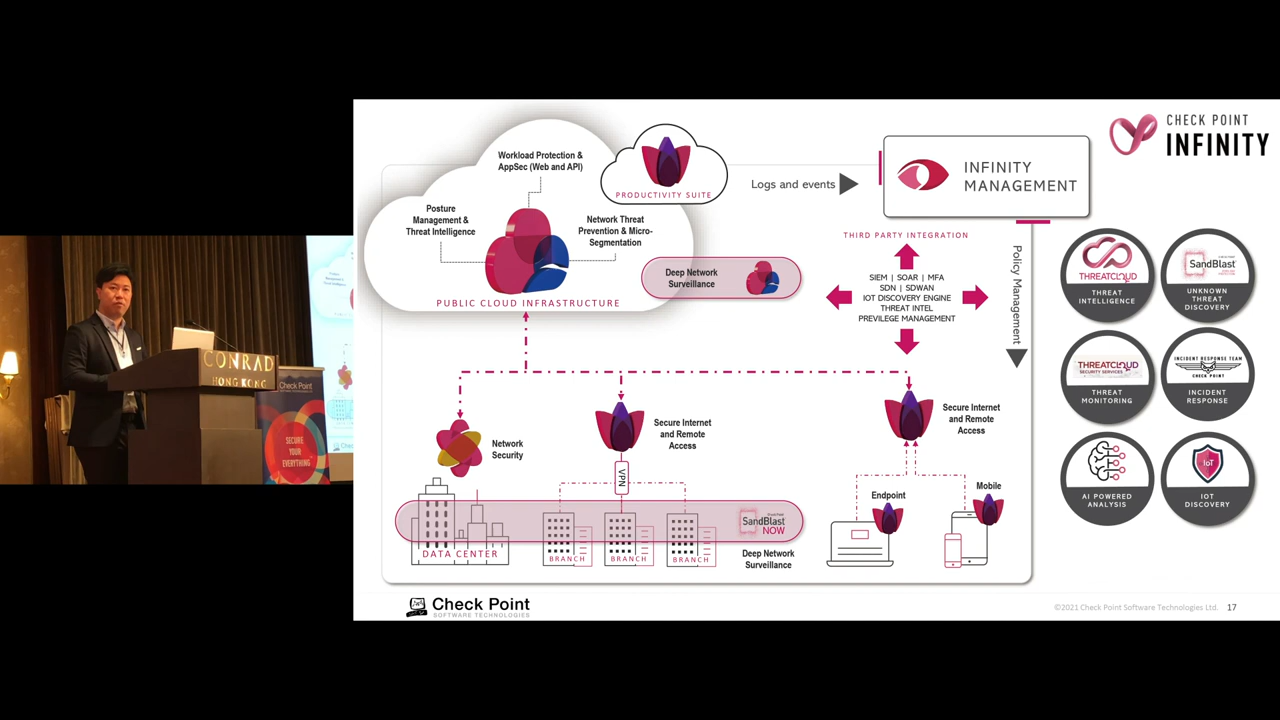 CHECK POINT
INFINITY
Workload Protection &
AppSec (Web and API)
Posture
Management &
Threat Intelligence
Network Threat
Prevention & Micro-
Segmentation
PUBLIC CLOUD INFRASTRUCTURE
PRODUCTIVITY SUITE
Logs and events
INFINITY
MANAGEMENT
Deep Network
Surveillance
THIRD PARTY INTEGRATION
SIEM | SOAR | MFA
SDN | SDWAN
IOT DISCOVERY ENGINE
THREAT INTEL
PREVILEGE MANAGEMENT
Policy Management
THREATCLOUD
THREAT
INTELLIGENCE
SandBlast
UNKNOWN
THREAT
DISCOVERY
THREATCLOUD
SECURITY SERVICES
THREAT
MONITORING
INCIDENT RESPONSE TEAM
CHECK POINT
INCIDENT
RESPONSE
AI POWERED
ANALYSIS
IoT
IOT
DISCOVERY
Network
Security
Secure Internet
and Remote
Access
VPN
Secure Internet
and Remote
Access
Endpoint
Mobile
DATA CENTER
BRANCH
BRANCH
BRANCH
SandBlast
NOW
Deep Network
Surveillance
Check Point
SOFTWARE TECHNOLOGIES
©2021 Check Point Software Technologies Ltd. 17
CONRAD
HONG KONG
Check Point
SECURE
YOUR
EVERYTHING